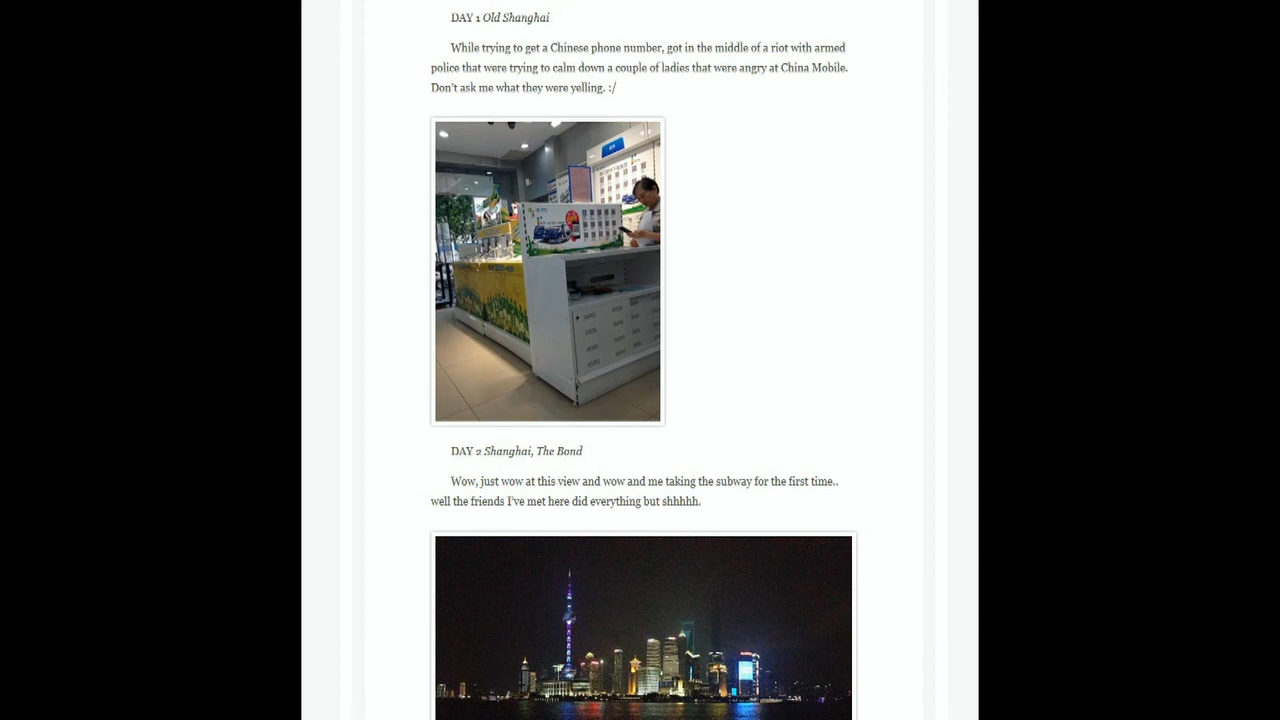 DAY 1 Old Shanghai
While trying to get a Chinese phone number, got in the middle of a riot with armed
police that were trying to calm down a couple of ladies that were angry at China Mobile.
Don't ask me what they were yelling. :/
DAY 2 Shanghai, The Bond
Wow, just wow at this view and wow and me taking the subway for the first time..
well the friends I've met here did everything but shhhhh.